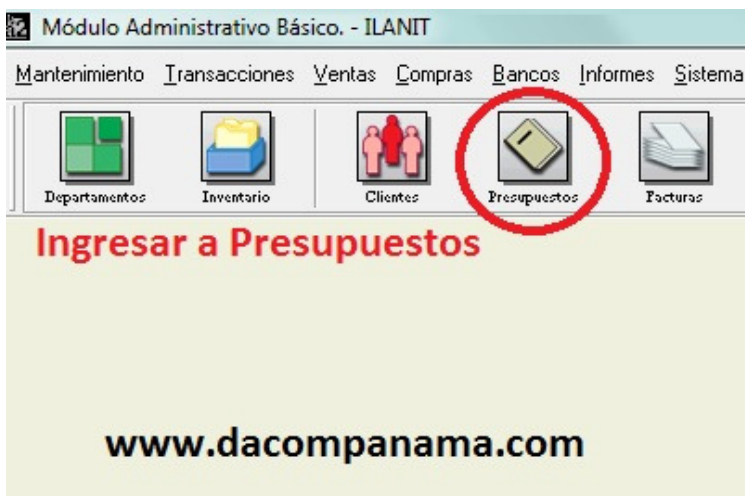 Módulo Administrativo Básico. - ILANIT
Mantenimiento Transacciones Ventas Compras Bancos Informes Sistema
Departamentos Inventario Clientes Presupuestos Facturas
Ingresar a Presupuestos
www.dacompanama.com